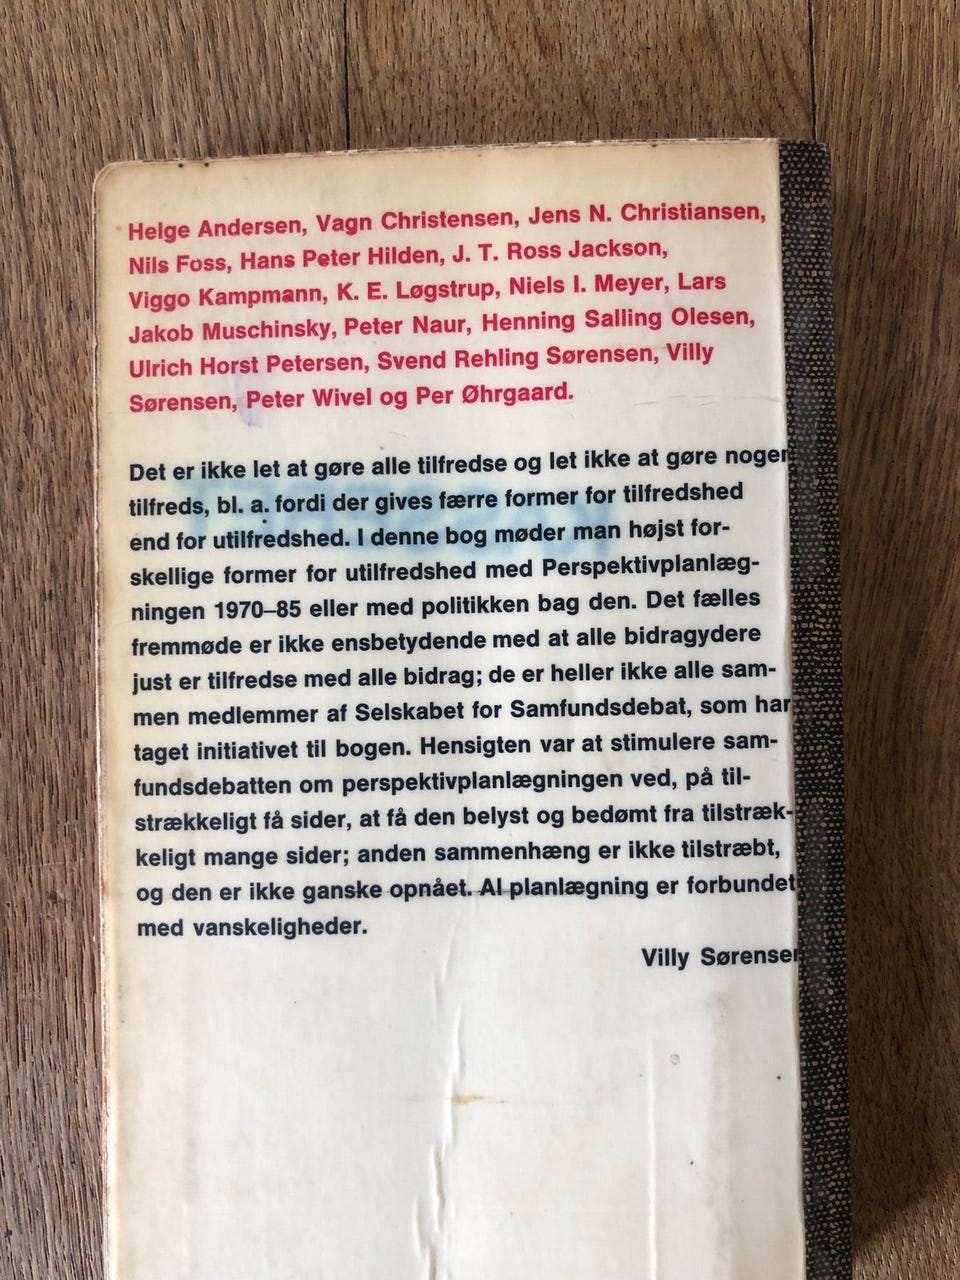 Helge Andersen, Vagn Christensen, Jens N. Christiansen,
Nils Foss, Hans Peter Hilden, J. T. Ross Jackson,
Viggo Kampmann, K. E. Løgstrup, Niels I. Meyer, Lars
Jakob Muschinsky, Peter Naur, Henning Salling Olesen,
Ulrich Horst Petersen, Svend Rehling Sørensen, Villy
Sørensen, Peter Wivel og Per Øhrgaard.
Det er ikke let at gøre alle tilfredse og let ikke at gøre nogen
tilfreds, bl. a. fordi der gives færre former for tilfredshed
end for utilfredshed. I denne bog møder man højst for-
skellige former for utilfredshed med Perspektivplanlæg-
ningen 1970–85 eller med politikken bag den. Det fælles
fremmøde er ikke ensbetydende med at alle bidragydere
just er tilfredse med alle bidrag; de er heller ikke alle sam-
men medlemmer af Selskabet for Samfundsdebat, som har
taget initiativet til bogen. Hensigten var at stimulere sam-
fundsdebatten om perspektivplanlægningen ved, på til-
strækkeligt få sider, at få den belyst og bedømt fra tilstræk-
keligt mange sider; anden sammenhæng er ikke tilstræbt,
og den er ikke ganske opnået. Al planlægning er forbundet
med vanskeligheder.
Villy Sørensen